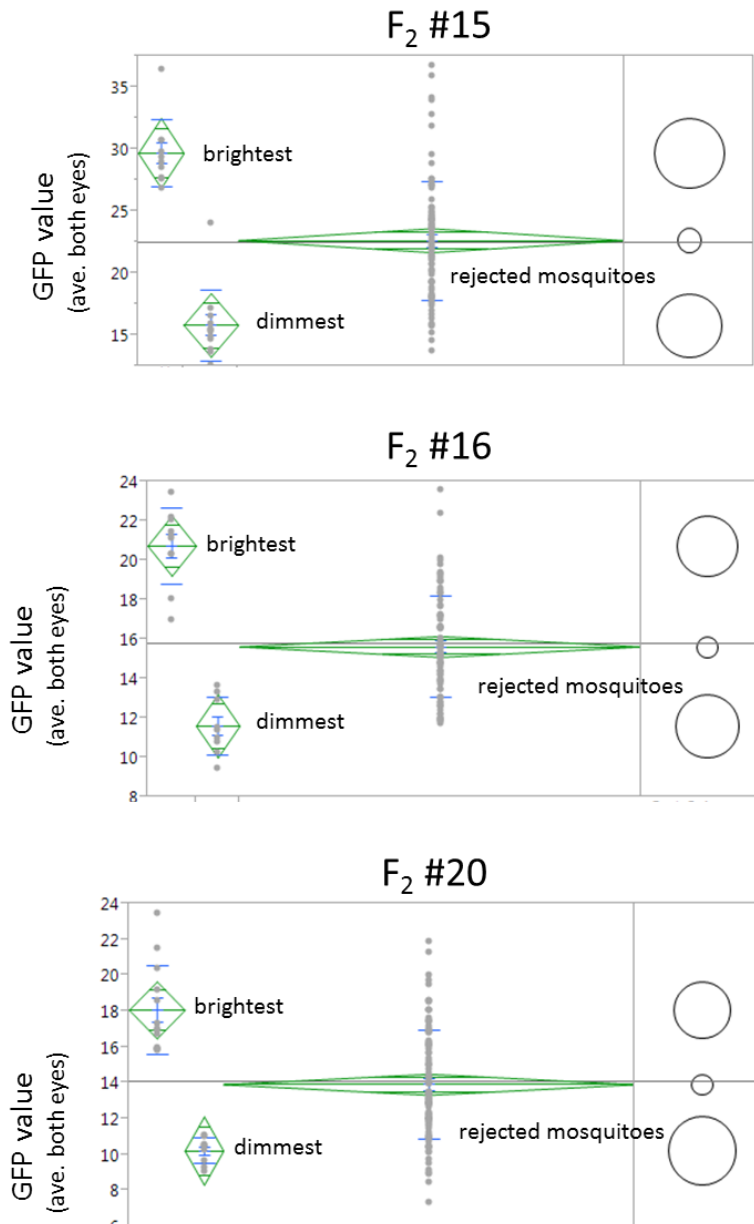 F₂ #15
GFP value
(ave. both eyes)
35
30
25
20
15
brightest
dimmest
rejected mosquitoes
F₂ #16
GFP value
(ave. both eyes)
24
22
20
18
16
14
12
10
8
brightest
dimmest
rejected mosquitoes
F₂ #20
GFP value
(ave. both eyes)
24
22
20
18
16
14
12
10
8
brightest
dimmest
rejected mosquitoes